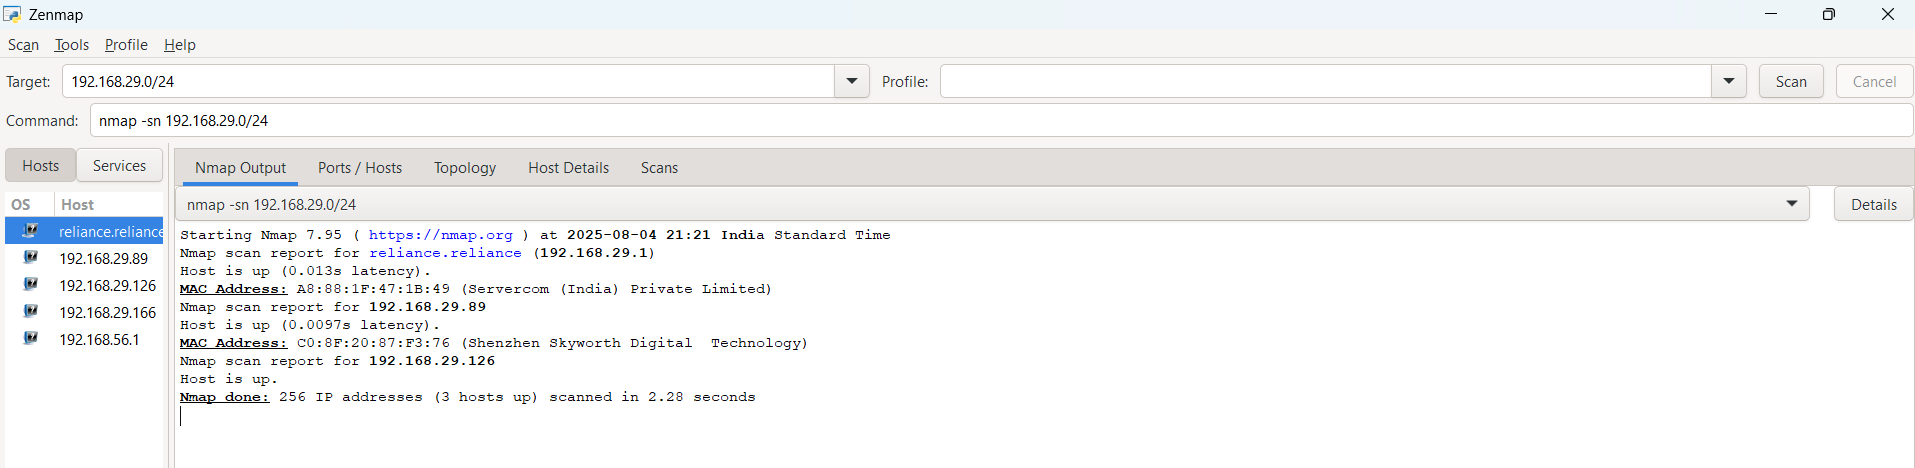 Zenmap
Scan Tools Profile Help
Target: 192.168.29.0/24 Profile: Scan Cancel
Command: nmap -sn 192.168.29.0/24
Hosts Services
Nmap Output Ports / Hosts Topology Host Details Scans
OS Host
nmap -sn 192.168.29.0/24 Details
reliance.reliance
192.168.29.89
192.168.29.126
192.168.29.166
192.168.56.1
Starting Nmap 7.95 ( https://nmap.org ) at 2025-08-04 21:21 India Standard Time
Nmap scan report for reliance.reliance (192.168.29.1)
Host is up (0.013s latency).
MAC Address: A8:88:1F:47:1B:49 (Servercom (India) Private Limited)
Nmap scan report for 192.168.29.89
Host is up (0.0097s latency).
MAC Address: C0:8F:20:87:F3:76 (Shenzhen Skyworth Digital  Technology)
Nmap scan report for 192.168.29.126
Host is up.
Nmap done: 256 IP addresses (3 hosts up) scanned in 2.28 seconds